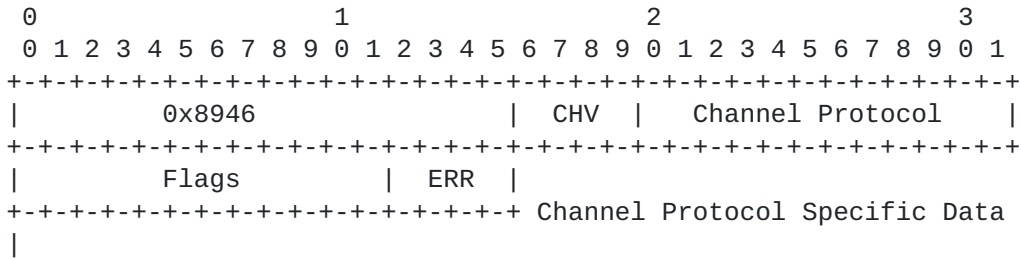 0                   1                   2                   3
 0 1 2 3 4 5 6 7 8 9 0 1 2 3 4 5 6 7 8 9 0 1 2 3 4 5 6 7 8 9 0 1
+-+-+-+-+-+-+-+-+-+-+-+-+-+-+-+-+-+-+-+-+-+-+-+-+-+-+-+-+-+-+-+-+
|         0x8946                |  CHV  |   Channel Protocol    |
+-+-+-+-+-+-+-+-+-+-+-+-+-+-+-+-+-+-+-+-+-+-+-+-+-+-+-+-+-+-+-+-+
|         Flags         |  ERR  |
+-+-+-+-+-+-+-+-+-+-+-+-+-+-+-+-+ Channel Protocol Specific Data
|